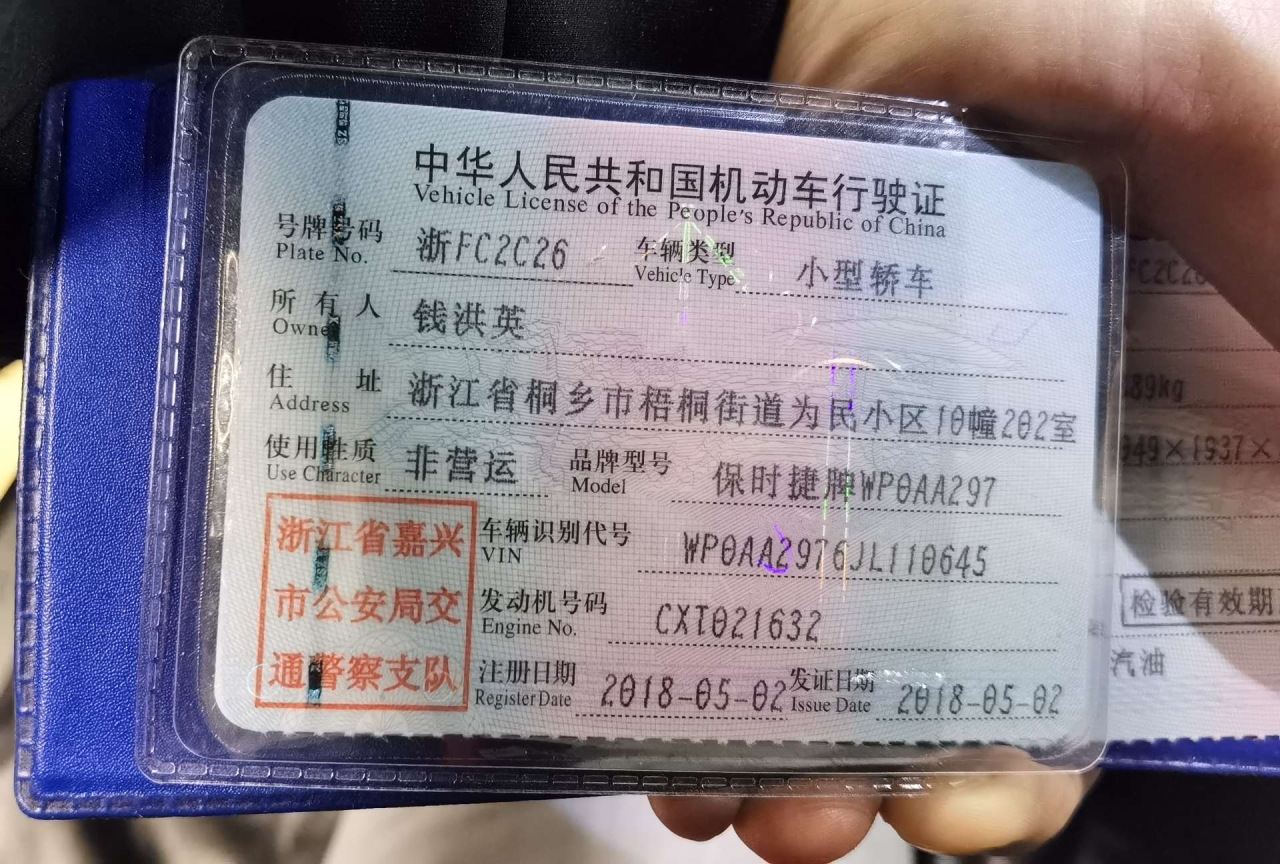 中华人民共和国机动车行驶证
Vehicle License of the People's Republic of China
号牌号码 浙FC2C26 车辆类型 小型轿车
Plate No. Vehicle Type
所有人 钱洪英
Owner
住址 浙江省桐乡市梧桐街道为民小区10幢202室
Address
使用性质 非营运 品牌型号 保时捷牌WP0AA297
Use Character Model
浙江省嘉兴
市公安局交
通警察支队
车辆识别代号 WP0AA2976JL110645
VIN
发动机号码 CXT021632
Engine No.
注册日期 2018-05-02 发证日期 2018-05-02
Register Date Issue Date
FC2C26
89kg
949×1937×
检验有效期
汽油